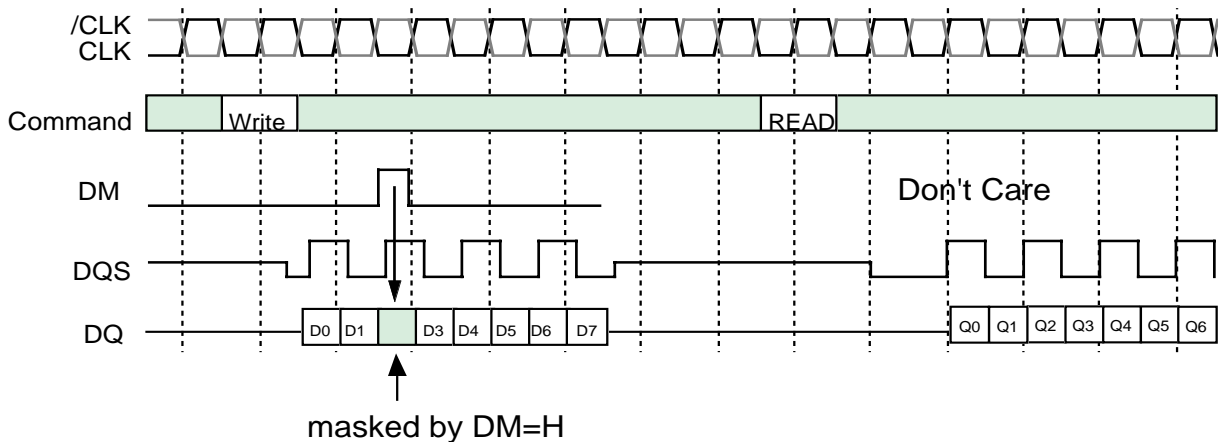 /CLK
CLK
Command Write READ
DM Don't Care
DQS
DQ D0 D1 D3 D4 D5 D6 D7 Q0 Q1 Q2 Q3 Q4 Q5 Q6
masked by DM=H